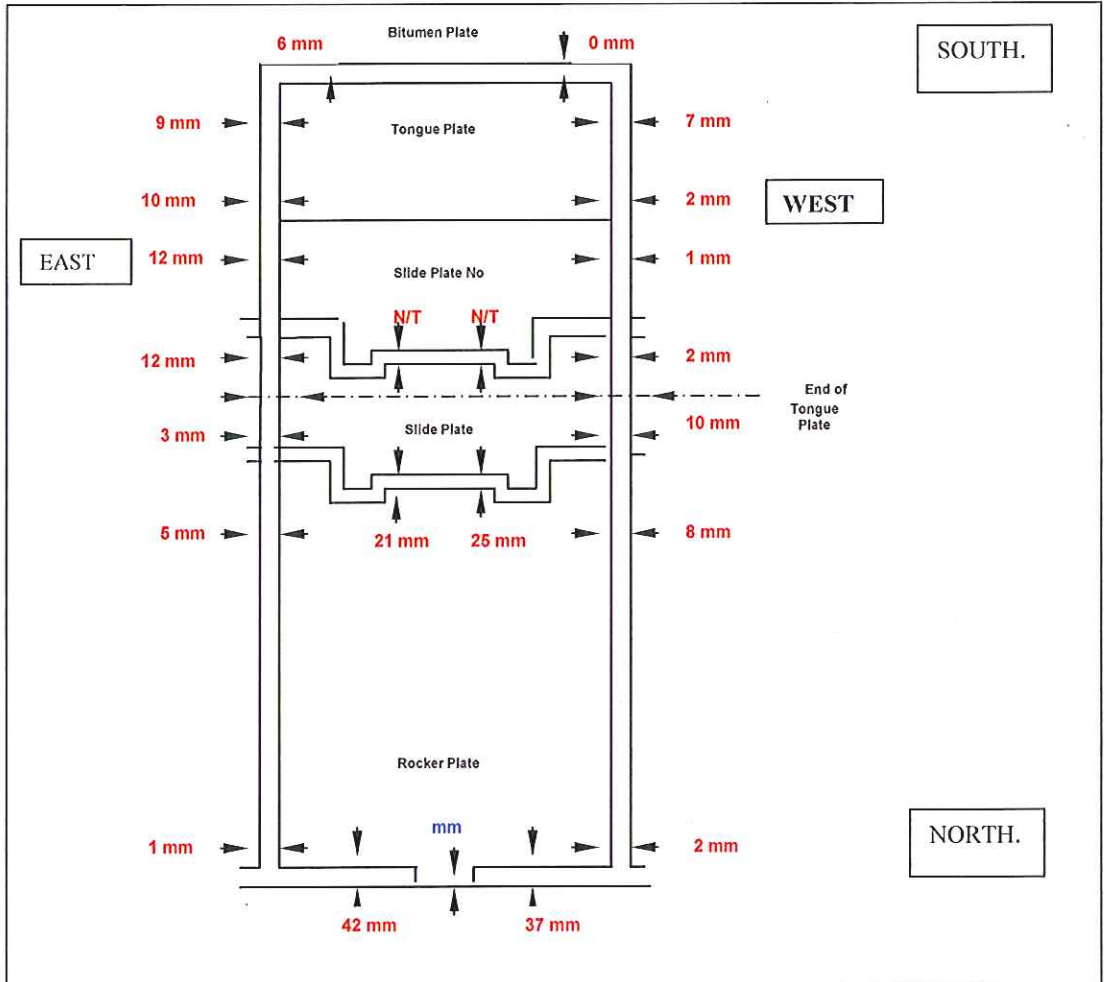 Bitumen Plate
6 mm
0 mm
SOUTH.
9 mm
Tongue Plate
7 mm
10 mm
2 mm
WEST
EAST
12 mm
Slide Plate No
1 mm
N/T
N/T
12 mm
2 mm
End of
Tongue
Plate
3 mm
Slide Plate
10 mm
5 mm
21 mm
25 mm
8 mm
Rocker Plate
1 mm
mm
2 mm
NORTH.
42 mm
37 mm